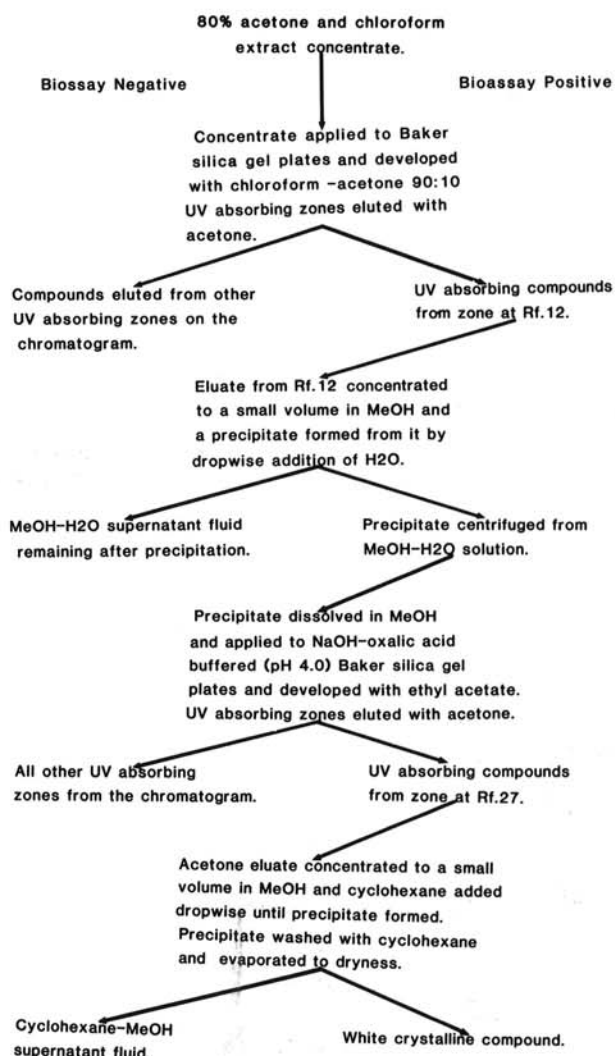 80% acetone and chloroform
extract concentrate.
Biossay Negative
Bioassay Positive
Concentrate applied to Baker
silica gel plates and developed
with chloroform -acetone 90:10
UV absorbing zones eluted with
acetone.
Compounds eluted from other
UV absorbing zones on the
chromatogram.
UV absorbing compounds
from zone at Rf.12.
Eluate from Rf.12 concentrated
to a small volume in MeOH and
a precipitate formed from it by
dropwise addition of H2O.
MeOH-H2O supernatant fluid
remaining after precipitation.
Precipitate centrifuged from
MeOH-H2O solution.
Precipitate dissolved in MeOH
and applied to NaOH-oxalic acid
buffered (pH 4.0) Baker silica gel
plates and developed with ethyl acetate.
UV absorbing zones eluted with acetone.
All other UV absorbing
zones from the chromatogram.
UV absorbing compounds
from zone at Rf.27.
Acetone eluate concentrated to a small
volume in MeOH and cyclohexane added
dropwise until precipitate formed.
Precipitate washed with cyclohexane
and evaporated to dryness.
Cyclohexane-MeOH
supernatant fluid.
White crystalline compound.